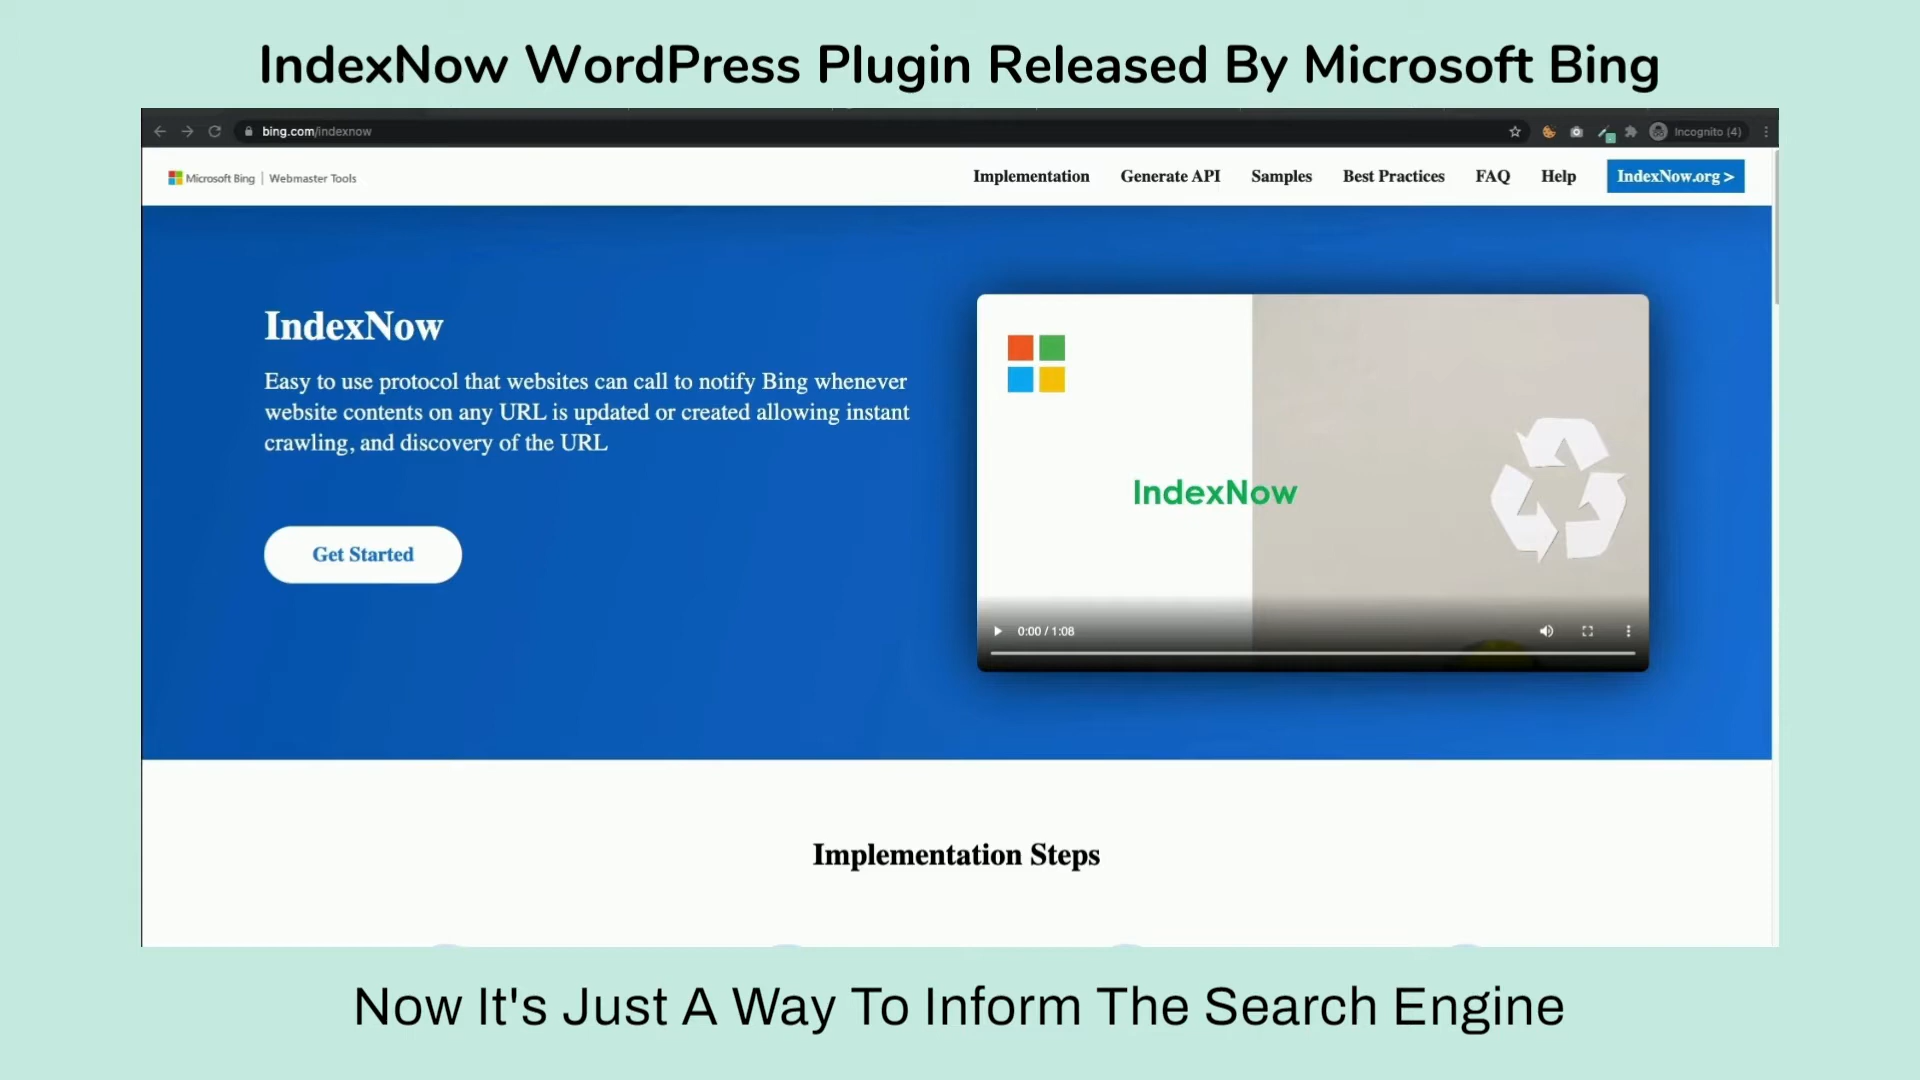 IndexNow WordPress Plugin Released By Microsoft Bing
bing.com/indexnow
Incognito (4)
Microsoft Bing | Webmaster Tools
Implementation
Generate API
Samples
Best Practices
FAQ
Help
IndexNow.org >
IndexNow
Easy to use protocol that websites can call to notify Bing whenever
website contents on any URL is updated or created allowing instant
crawling, and discovery of the URL
Get Started
IndexNow
0:00 / 1:08
Implementation Steps
Now It's Just A Way To Inform The Search Engine